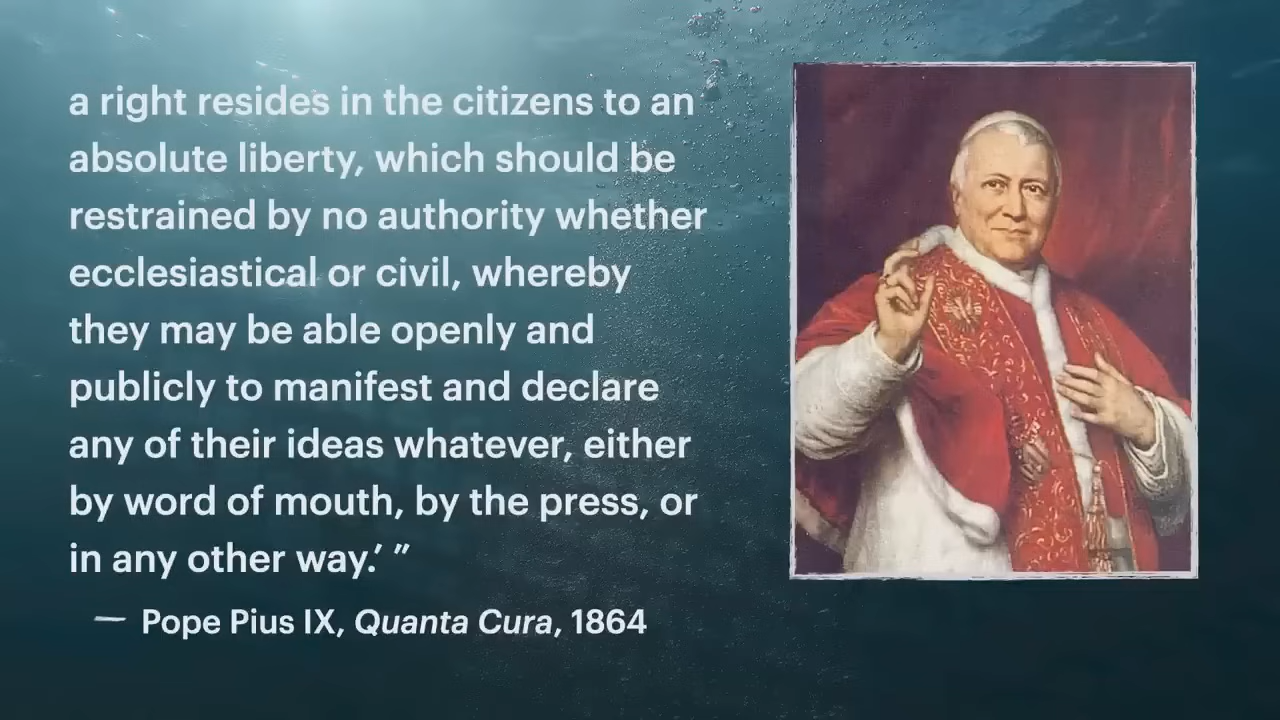 a right resides in the citizens to an
absolute liberty, which should be
restrained by no authority whether
ecclesiastical or civil, whereby
they may be able openly and
publicly to manifest and declare
any of their ideas whatever, either
by word of mouth, by the press, or
in any other way.’ ”
— Pope Pius IX, Quanta Cura, 1864